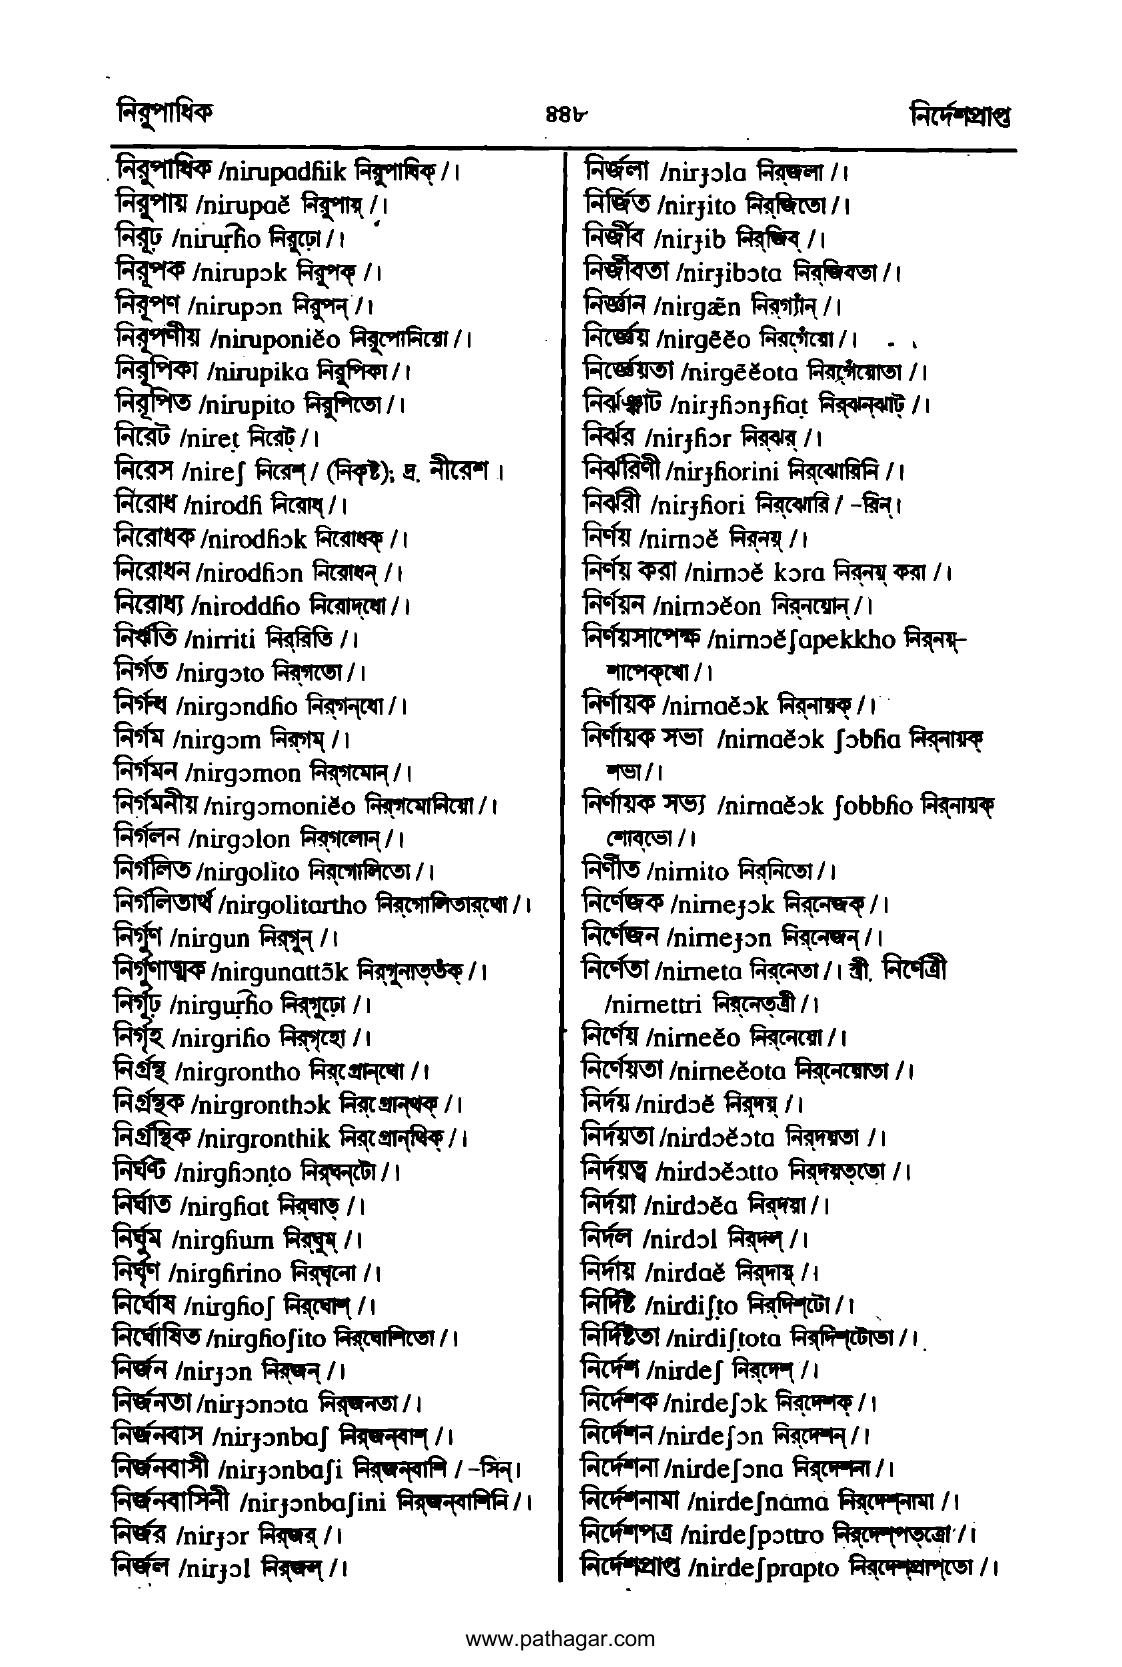 নিরুপাধিক ৪৪৮ নির্দেশপ্রাপ্ত
নিরুপাধিক /nirupadɦik নিরুপাধিক্ /।
নিরুপায় /nirupaĕ নিরুপায়্ /।
নিরূঢ় /niruṛɦo নিরুঢ়ো /।
নিরূপক /nirupɔk নিরুপক্ /।
নিরূপণ /nirupɔn নিরুপন্ /।
নিরূপণীয় /niruponiĕo নিরুপোনিয়ো /।
নিরূপিকা /nirupika নিরুপিকা /।
নিরূপিত /nirupito নিরুপিতো /।
নিরেট /nireṭ নিরেট্ /।
নিরেস /nireʃ নিরেশ্ / (নিকৃষ্ট); দ্র. নীরেশ ।
নিরোধ /nirodɦ নিরোধ্ /।
নিরোধক /nirodɦɔk নিরোধক্ /।
নিরোধন /nirodɦɔn নিরোধন্ /।
নিরোধ্য /niroddɦo নিরোদ্‌ধো /।
নির্ঋতি /nirriti নির্‌রিতি /।
নির্গত /nirgɔto নির্‌গতো /।
নির্গন্ধ /nirgɔndɦo নির্‌গন্‌ধো /।
নির্গম /nirgɔm নির্‌গম্ /।
নির্গমন /nirgɔmon নির্‌গমোন্ /।
নির্গমনীয় /nirgɔmoniĕo নির্‌গমোনিয়ো /।
নির্গলন /nirgɔlon নির্‌গলোন্ /।
নির্গলিত /nirgolito নির্‌গোলিতো /।
নির্গলিতার্থ /nirgolitartho নির্‌গোলিতার্‌থো /।
নির্গুণ /nirgun নির্‌গুন্ /।
নির্গুণাত্মক /nirgunattɔ̃k নির্‌গুনাত্‌তঁক্ /।
নির্গূঢ় /nirguṛɦo নির্‌গুঢ়ো /।
নির্গৃহ /nirgriɦo নির্‌গৃহো /।
নির্গ্রন্থ /nirgrontho নির্‌গ্রোন্‌থো /।
নির্গ্রন্থক /nirgronthɔk নির্‌গ্রোন্‌থক্ /।
নির্গ্রন্থিক /nirgronthik নির্‌গ্রোন্‌থিক্ /।
নির্ঘণ্ট /nirgɦɔnṭo নির্‌ঘন্‌টো /।
নির্ঘাত /nirgɦat নির্‌ঘাত্ /।
নির্ঘুম /nirgɦum নির্‌ঘুম্ /।
নির্ঘৃণ /nirgɦrino নির্‌ঘৃনো /।
নির্ঘোষ /nirgɦoʃ নির্‌ঘোশ্ /।
নির্ঘোষিত /nirgɦoʃito নির্‌ঘোশিতো /।
নির্জন /nirɟɔn নির্‌জন্ /।
নির্জনতা /nirɟɔnɔta নির্‌জনতা /।
নির্জনবাস /nirɟɔnbaʃ নির্‌জন্‌বাশ্ /।
নির্জনবাসী /nirɟɔnbaʃi নির্‌জন্‌বাশি / -সিন্।
নির্জনবাসিনী /nirɟɔnbaʃini নির্‌জন্‌বাশিনি /।
নির্জর /nirɟɔr নির্‌জর্ /।
নির্জল /nirɟɔl নির্‌জল্ /।
নির্জলা /nirɟɔla নির্‌জলা /।
নির্জিত /nirɟito নির্‌জিতো /।
নির্জীব /nirɟib নির্‌জিব্ /।
নির্জীবতা /nirɟibɔta নির্‌জিবতা /।
নির্জ্ঞান /nirgæ̃n নির্‌গ্যাঁন্ /।
নির্জ্ঞেয় /nirgẽĕo নির্‌গেঁয়ো /।
নির্জ্ঞেয়তা /nirgẽĕota নির্‌গেঁয়োতা /।
নির্ঝঞ্ঝাট /nirɟɦɔnɟɦaṭ নির্‌ঝন্‌ঝাট্ /।
নির্ঝর /nirɟɦɔr নির্‌ঝর্ /।
নির্ঝরিণী /nirɟɦorini নির্‌ঝোরিনি /।
নির্ঝরী /nirɟɦori নির্‌ঝোরি / -রিন্।
নির্ণয় /nirnɔĕ নির্‌নয়্ /।
নির্ণয় করা /nirnɔĕ kɔra নির্‌নয়্ করা /।
নির্ণয়ন /nirnɔĕon নির্‌নয়োন্ /।
নির্ণয়সাপেক্ষ /nirnɔĕʃapekkho নির্‌নয়্-
শাপেক্‌খো /।
নির্ণায়ক /nirnaĕɔk নির্‌নায়ক্ /।
নির্ণায়ক সভা /nirnaĕɔk ʃɔbɦa নির্‌নায়ক্
শভা /।
নির্ণায়ক সভ্য /nirnaĕɔk ʃobbɦo নির্‌নায়ক্
শোব্‌ভো /।
নির্ণীত /nirnito নির্‌নিতো /।
নির্ণেজক /nirneɟɔk নির্‌নেজক্ /।
নির্ণেজন /nirneɟɔn নির্‌নেজন্ /।
নির্ণেতা /nirneta নির্‌নেতা /। স্ত্রী. নির্ণেত্রী
/nirnettri নির্‌নেত্‌ত্রী /।
নির্ণেয় /nirneĕo নির্‌নেয়ো /।
নির্ণেয়তা /nirneĕota নির্‌নেয়োতা /।
নির্দয় /nirdɔĕ নির্‌দয়্ /।
নির্দয়তা /nirdɔĕɔta নির্‌দয়তা /।
নির্দয়ত্ব /nirdɔĕɔtto নির্‌দয়ত্‌তো /।
নির্দয়া /nirdɔĕa নির্‌দয়া /।
নির্দল /nirdɔl নির্‌দল্ /।
নির্দায় /nirdaĕ নির্‌দায়্ /।
নির্দিষ্ট /nirdiʃṭo নির্‌দিশ্‌টো /।
নির্দিষ্টতা /nirdiʃṭota নির্‌দিশ্‌টোতা /।
নির্দেশ /nirdeʃ নির্‌দেশ্ /।
নির্দেশক /nirdeʃɔk নির্‌দেশক্ /।
নির্দেশন /nirdeʃɔn নির্‌দেশন্ /।
নির্দেশনা /nirdeʃɔna নির্‌দেশনা /।
নির্দেশনামা /nirdeʃnama নির্‌দেশ্‌নামা /।
নির্দেশপত্র /nirdeʃpɔttro নির্‌দেশ্‌পত্‌ত্রো /।
নির্দেশপ্রাপ্ত /nirdeʃprapto নির্‌দেশ্‌প্রাপ্‌তো /।
www.pathagar.com